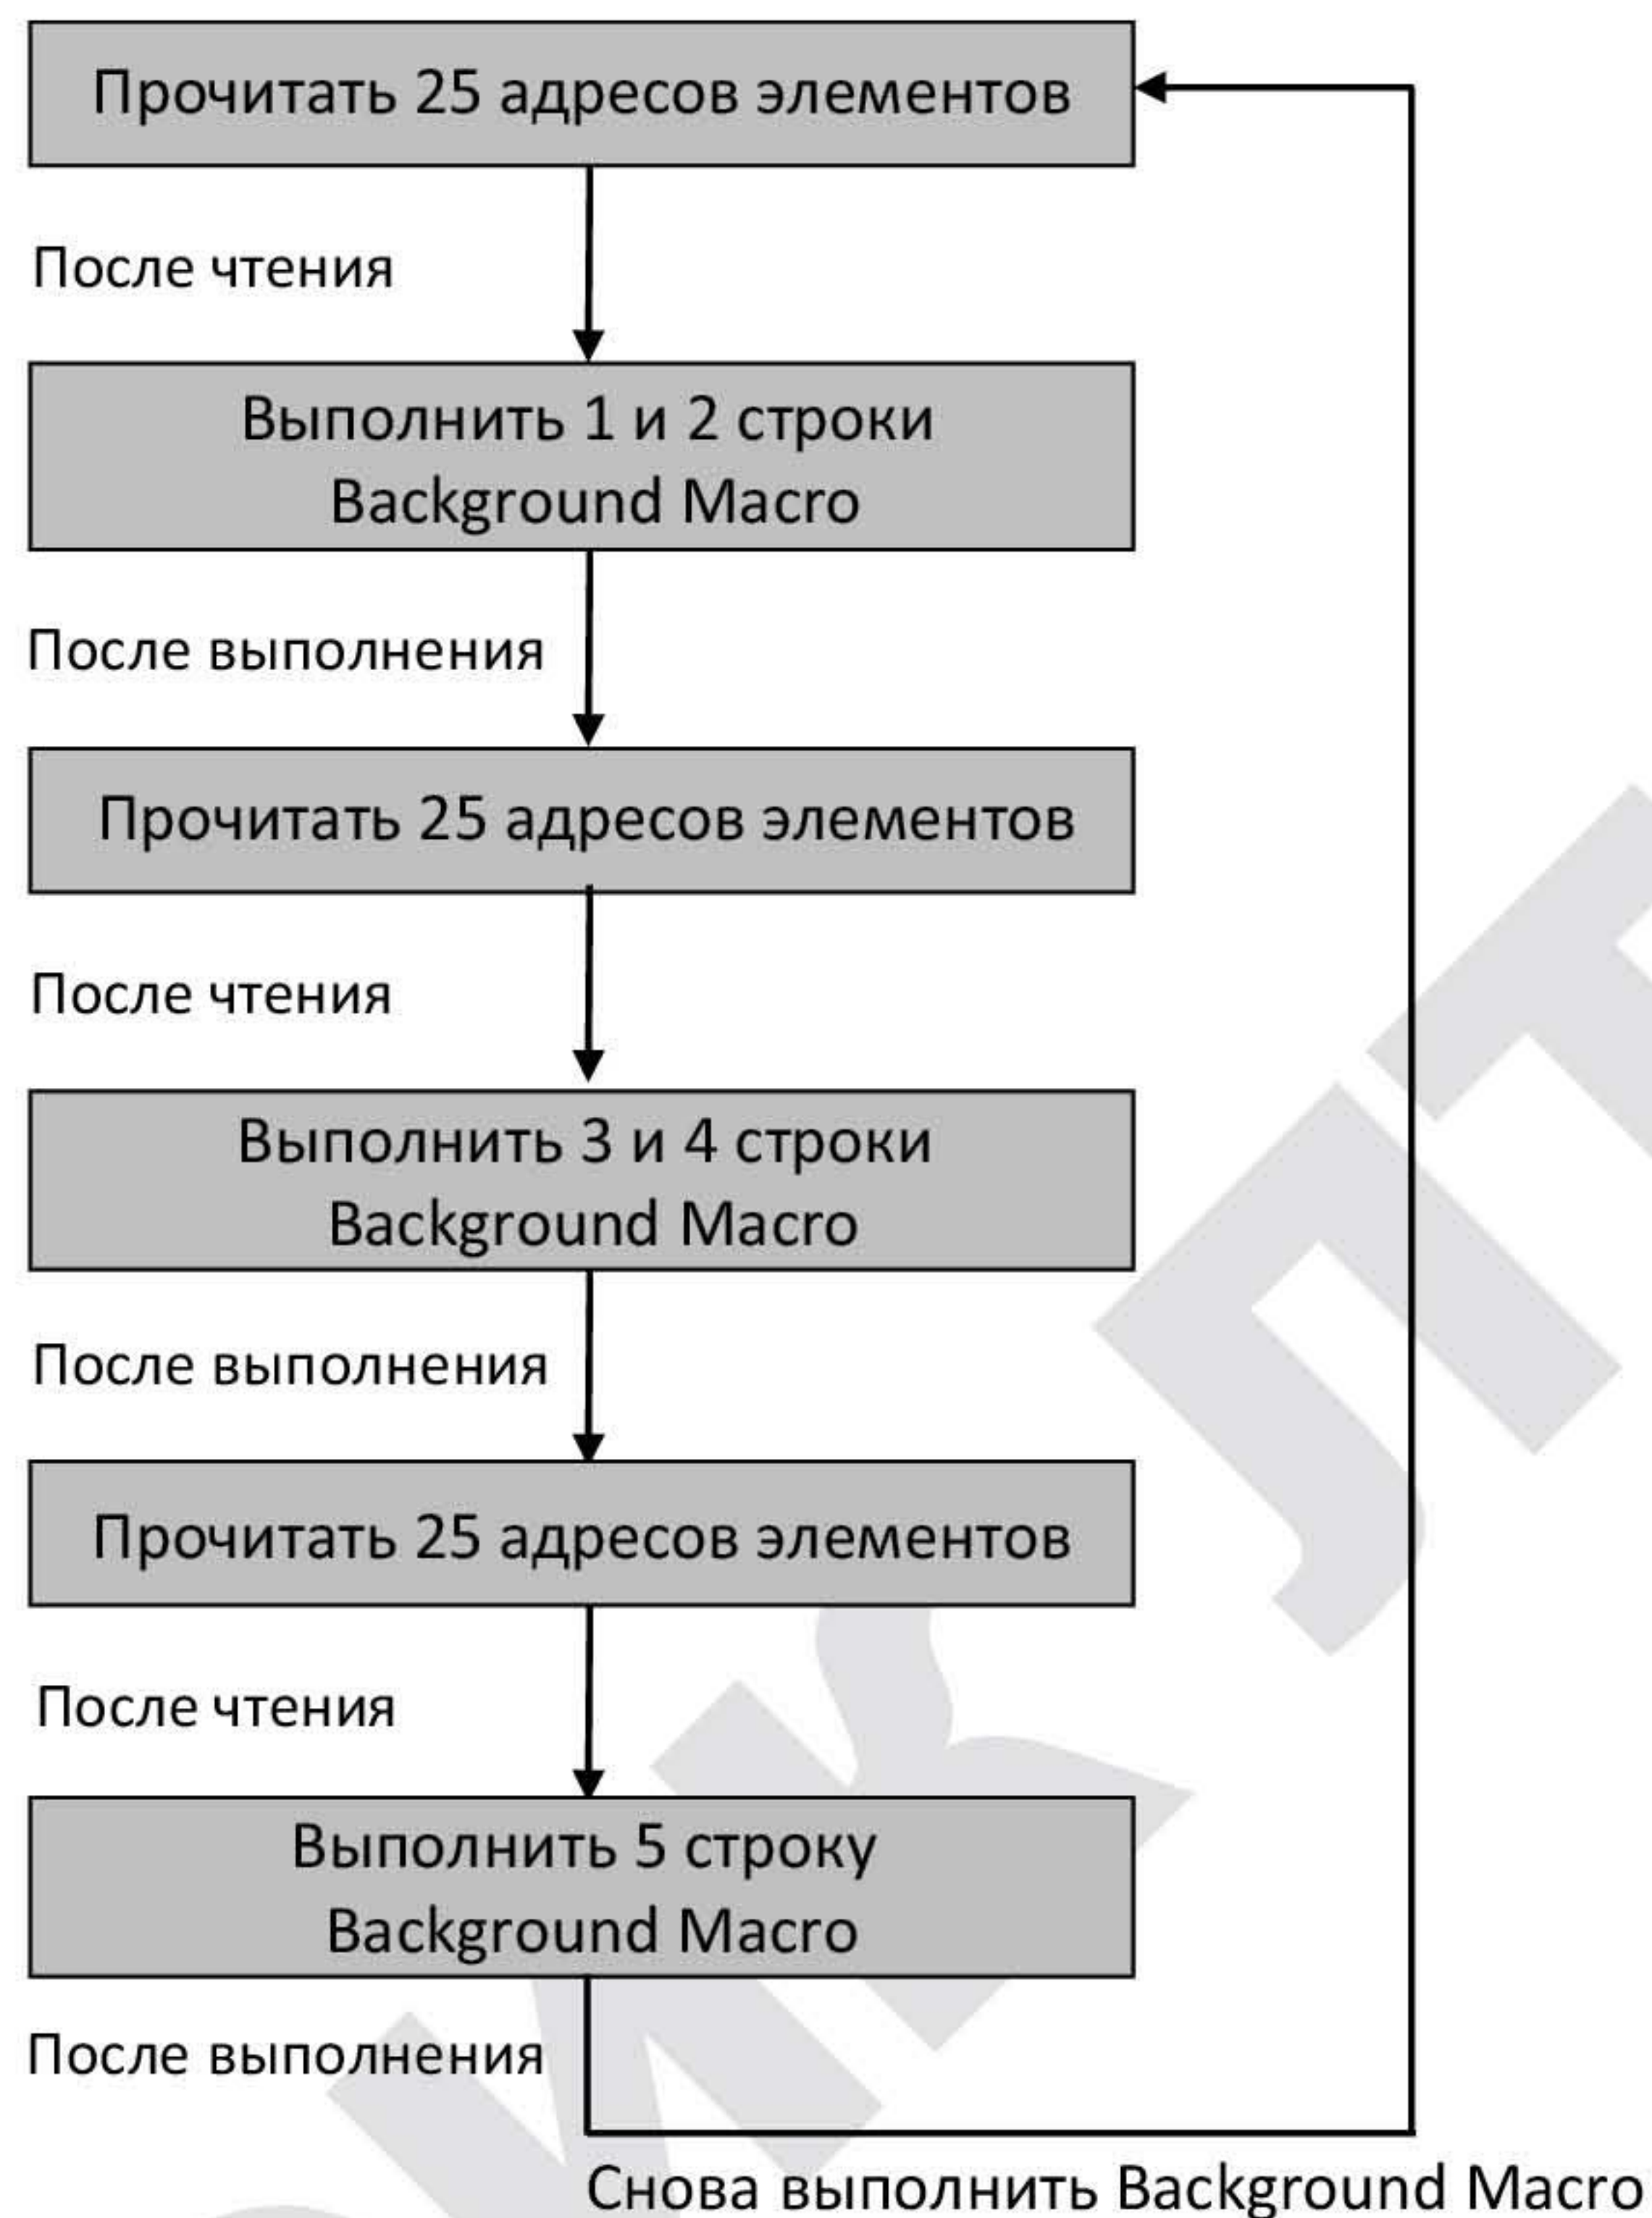 Прочитать 25 адресов элементов
После чтения
Выполнить 1 и 2 строки
Background Macro
После выполнения
Прочитать 25 адресов элементов
После чтения
Выполнить 3 и 4 строки
Background Macro
После выполнения
Прочитать 25 адресов элементов
После чтения
Выполнить 5 строку
Background Macro
После выполнения
Снова выполнить Background Macro